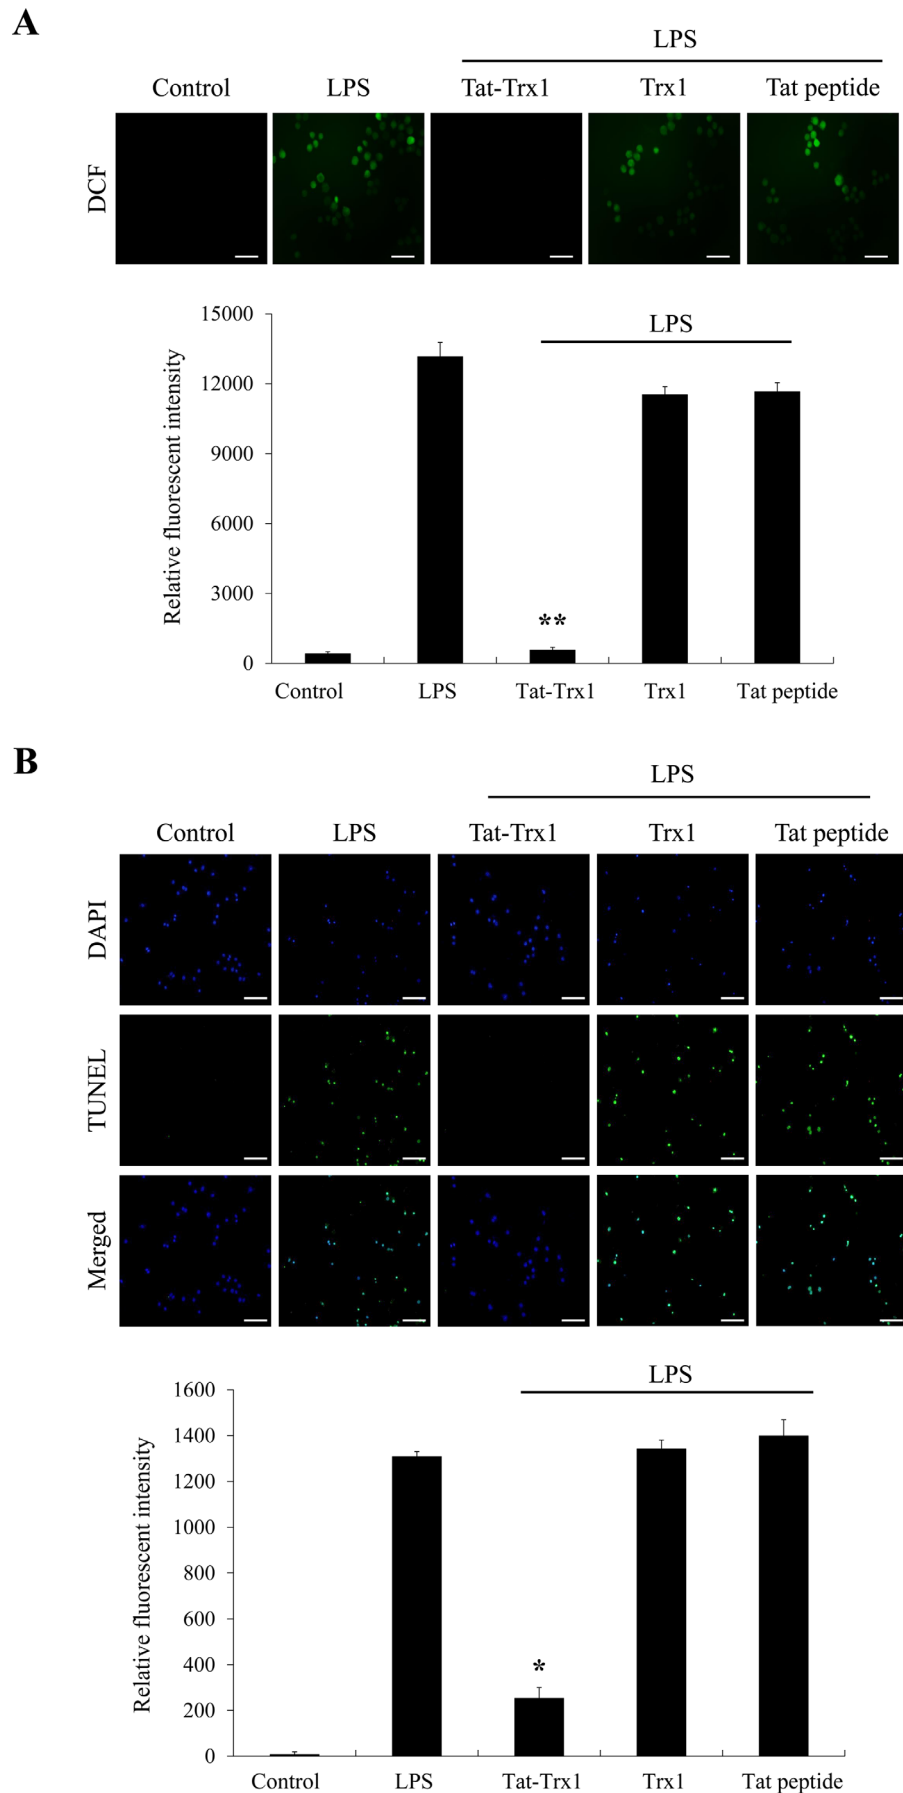 A
LPS
Control LPS Tat-Trx1 Trx1 Tat peptide
DCF
15000
12000
9000
6000
3000
0
Relative fluorescent intensity
LPS
**
Control LPS Tat-Trx1 Trx1 Tat peptide
B
LPS
Control LPS Tat-Trx1 Trx1 Tat peptide
DAPI
TUNEL
Merged
1600
1400
1200
1000
800
600
400
200
0
Relative fluorescent intensity
LPS
*
Control LPS Tat-Trx1 Trx1 Tat peptide